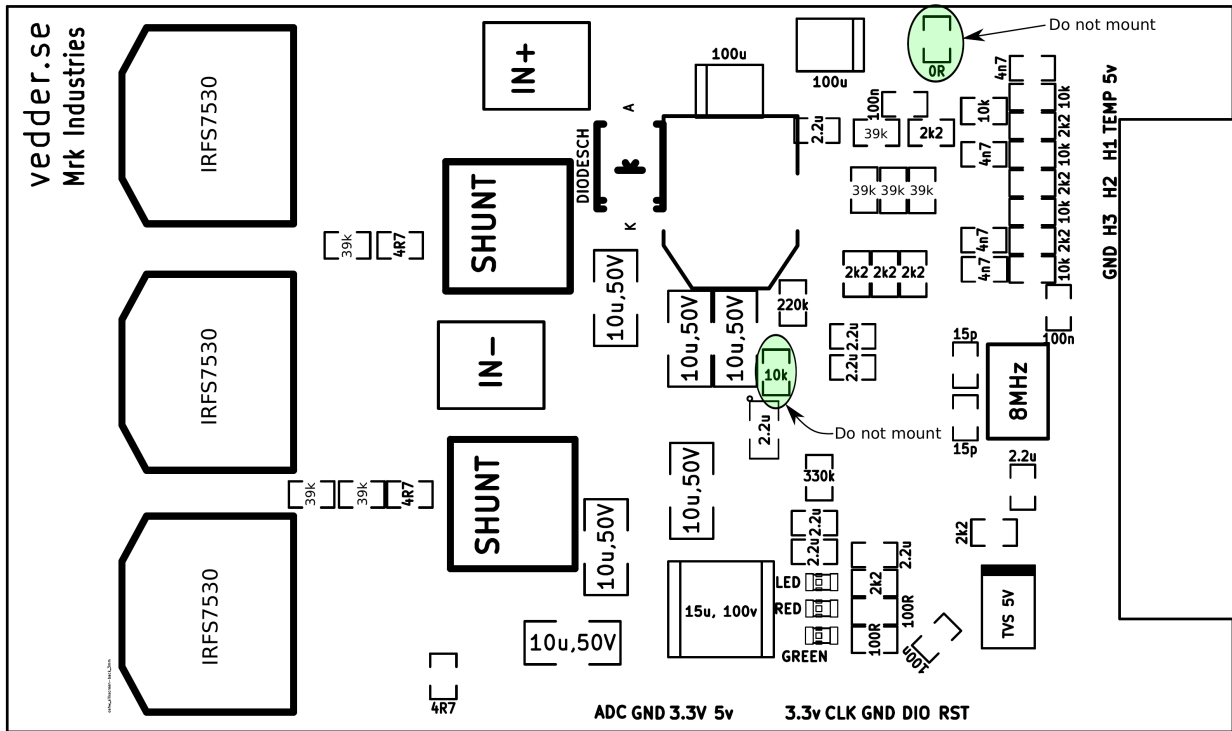 vedder.se
Mrk Industries
IRFS7530
IRFS7530
IRFS7530
39k
4R7
39k
39k
4R7
4R7
IN+
SHUNT
IN-
SHUNT
DIODESCH
A
k
K
10u,50V
10u,50V
10u,50V
10u,50V
10u,50V
10u,50V
100u
100u
2.2u
0R
Do not mount
100n
39k
2k2
39k
39k
39k
2k2
2k2
2k2
220k
10k
Do not mount
2.2u
2.2u
2.2u
330k
2.2u
2.2u
15u, 100v
LED
RED
GREEN
2.2u
2k2
100R
100R
100n
4n7
10k
4n7
4n7
4n7
10k
2k2
10k
2k2
10k
2k2
10k
GND H3 H2 H1 TEMP 5v
100n
15p
15p
8MHz
2.2u
2k2
TVS 5V
ADC GND 3.3V 5v
3.3v CLK GND DIO RST